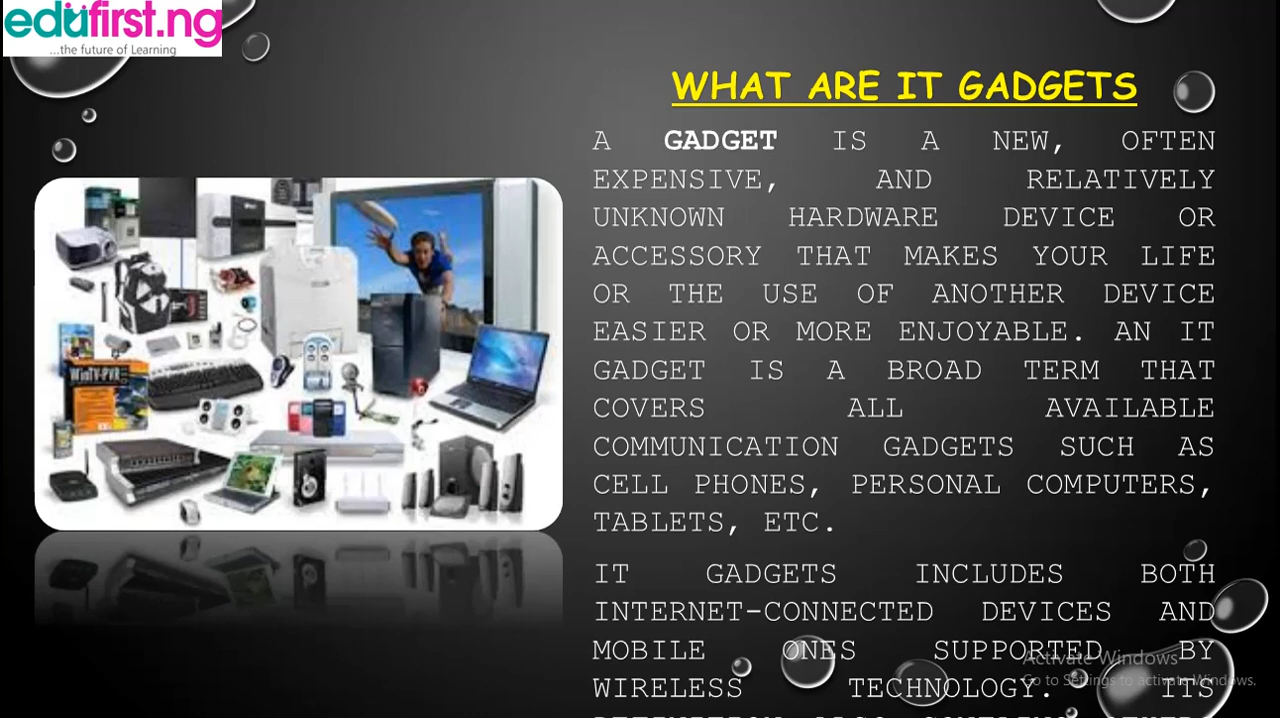 edufirst.ng
...the future of Learning
WHAT ARE IT GADGETS
A GADGET IS A NEW, OFTEN
EXPENSIVE, AND RELATIVELY
UNKNOWN HARDWARE DEVICE OR
ACCESSORY THAT MAKES YOUR LIFE
OR THE USE OF ANOTHER DEVICE
EASIER OR MORE ENJOYABLE. AN IT
GADGET IS A BROAD TERM THAT
COVERS ALL AVAILABLE
COMMUNICATION GADGETS SUCH AS
CELL PHONES, PERSONAL COMPUTERS,
TABLETS, ETC.
IT GADGETS INCLUDES BOTH
INTERNET-CONNECTED DEVICES AND
MOBILE ONES SUPPORTED BY
WIRELESS TECHNOLOGY. ITS
WinTV-PVR
Activate Windows
Go to Settings to activate Windows.